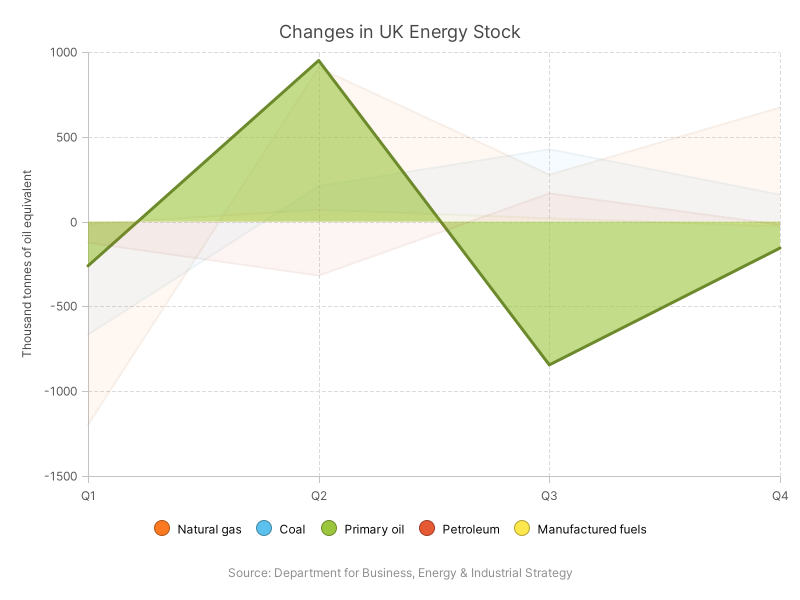 Changes in UK Energy Stock
Thousand tonnes of oil equivalent
1000
500
0
-500
-1000
-1500
Q1 Q2 Q3 Q4
Natural gas Coal Primary oil Petroleum Manufactured fuels
Source: Department for Business, Energy & Industrial Strategy